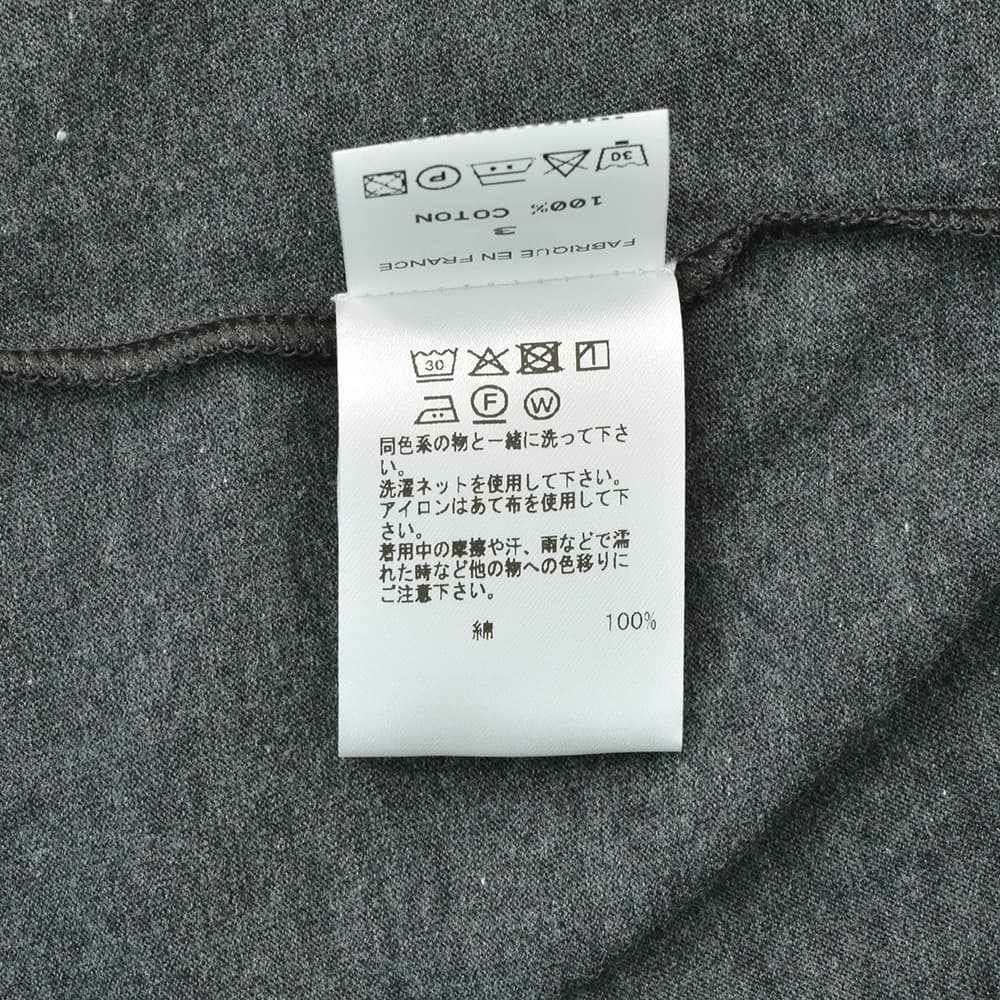 FABRIQUE EN FRANCE
3
100% COTON
P
30
30
F W
同色系の物と一緒に洗って下さ
い。
洗濯ネットを使用して下さい。
アイロンはあて布を使用して下
さい。
着用中の摩擦や汗、雨などで濡
れた時など他の物への色移りに
ご注意下さい。
綿 100%